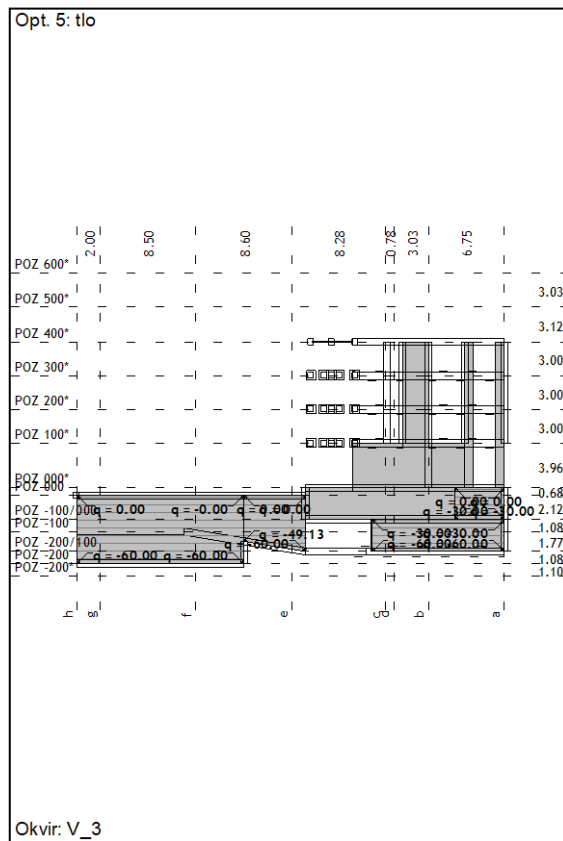 Opt. 5: tlo
2.00
8.50
8.60
8.28
0.78
3.03
6.75
POZ 600*
3.03
POZ 500*
3.12
POZ 400*
3.00
POZ 300*
3.00
POZ 200*
3.00
POZ 100*
3.96
POZ 000*
POZ 000
0.68
q = 0.00
q = -0.00
q = 0.00
q = -30.00
POZ -100/000
2.12
POZ -100
1.08
q = -49.13
POZ -200/100
1.77
q = -60.00
q = -60.00
q = -60.00
POZ -200
1.08
POZ -200*
1.10
h
g
f
e
c
d
b
a
Okvir: V_3